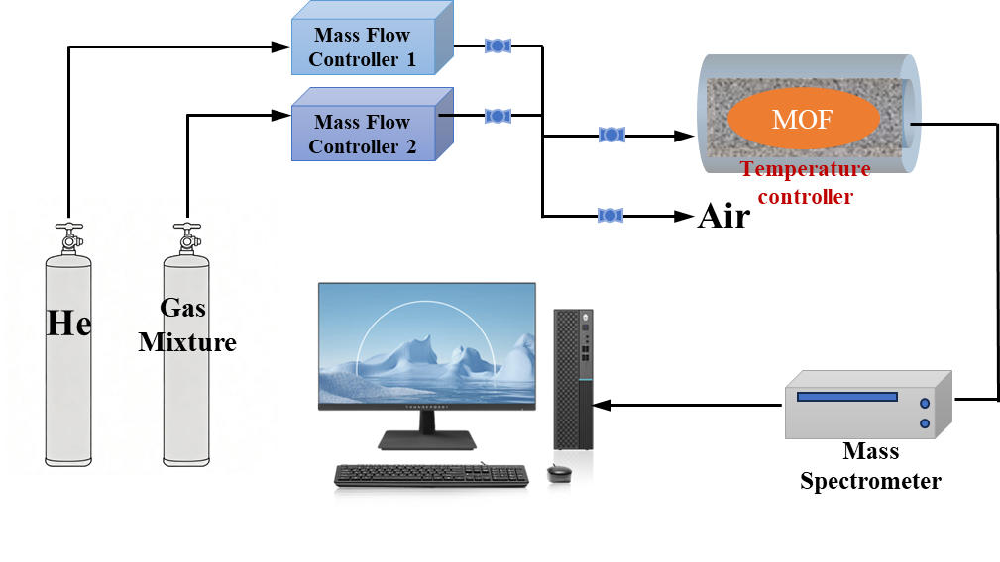 Mass Flow
Controller 1
Mass Flow
Controller 2
MOF
Temperature
controller
Air
He
Gas
Mixture
Mass
Spectrometer